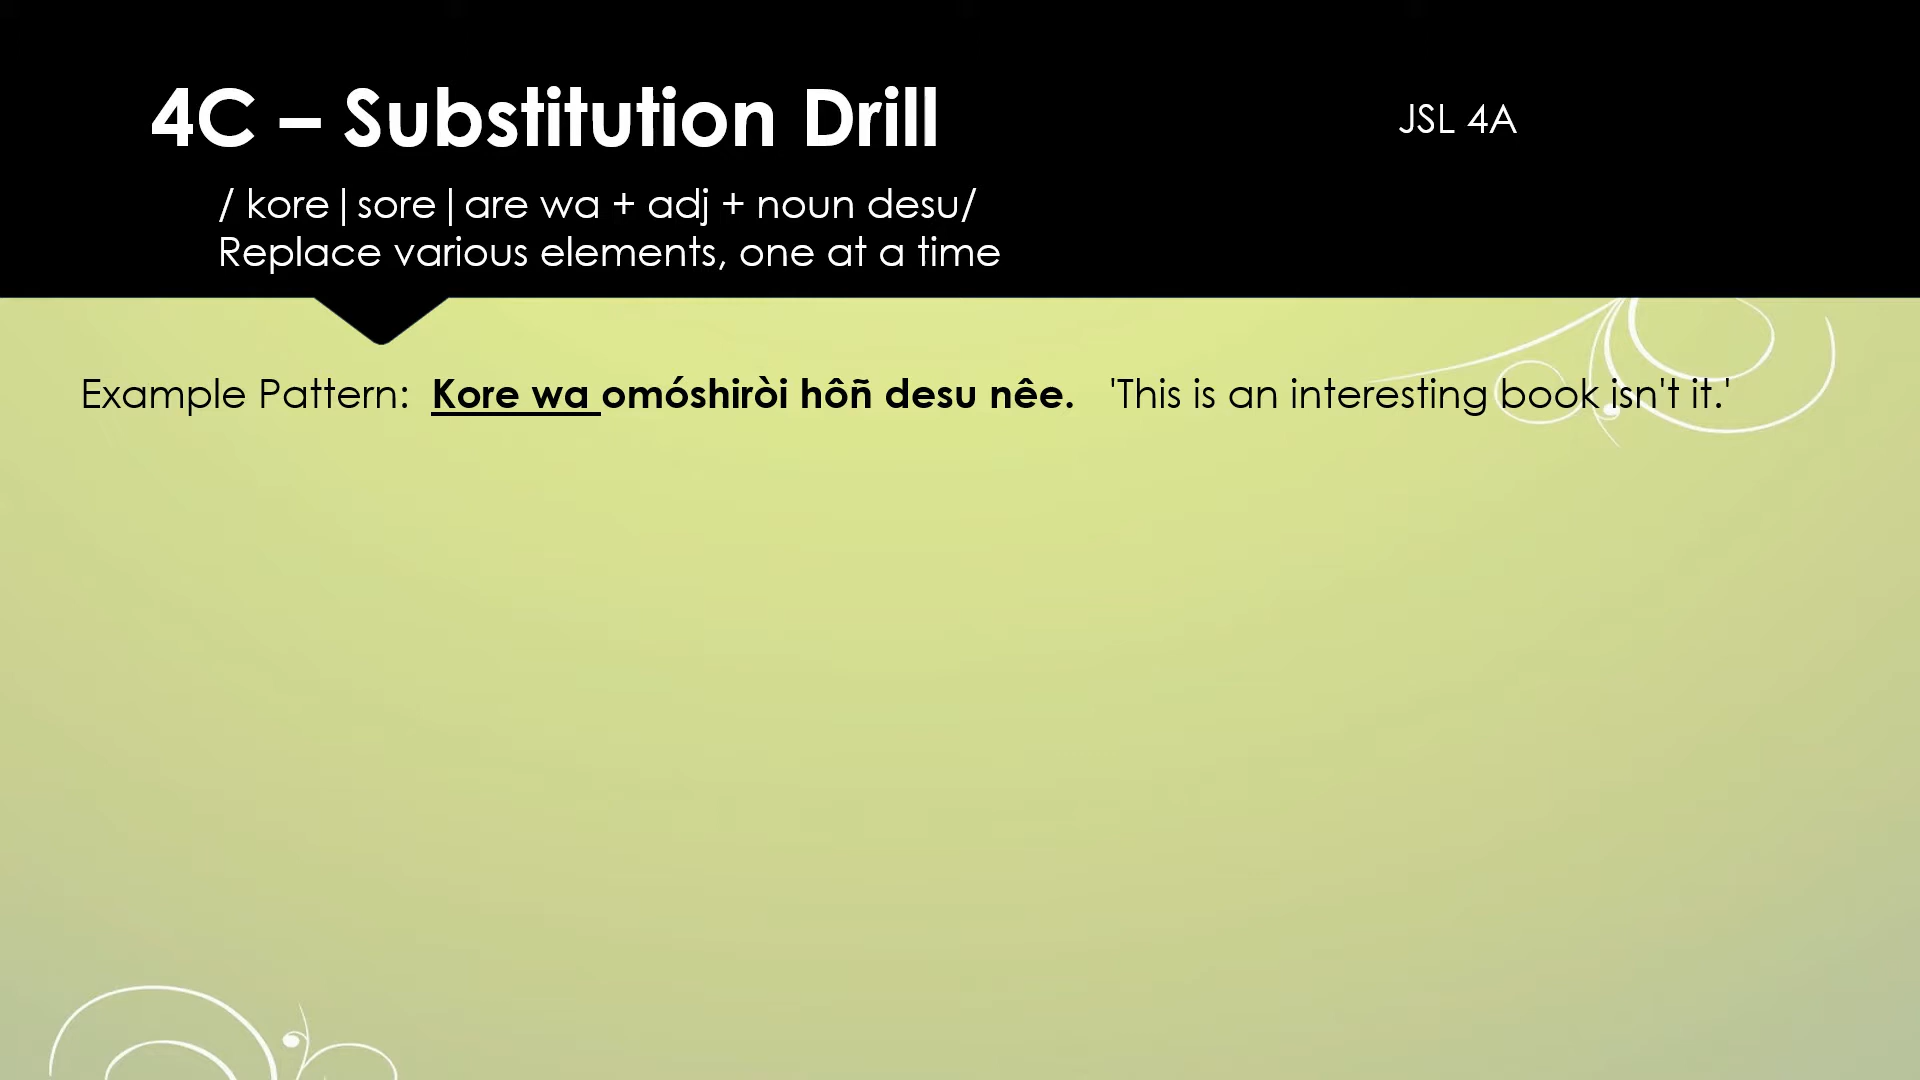 4C – Substitution Drill
JSL 4A
/ kore|sore|are wa + adj + noun desu/
Replace various elements, one at a time
Example Pattern: Kore wa omóshiròi hôñ desu nêe. 'This is an interesting book isn't it.'